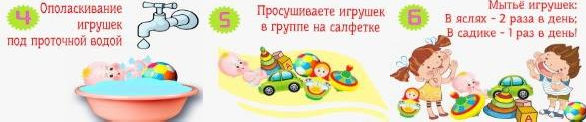 4 Ополаскивание
игрушек
под проточной водой
5 Просушиваете игрушек
в группе на салфетке
6 Мытьё игрушек:
В яслях - 2 раза в день;
В садике - 1 раз в день!